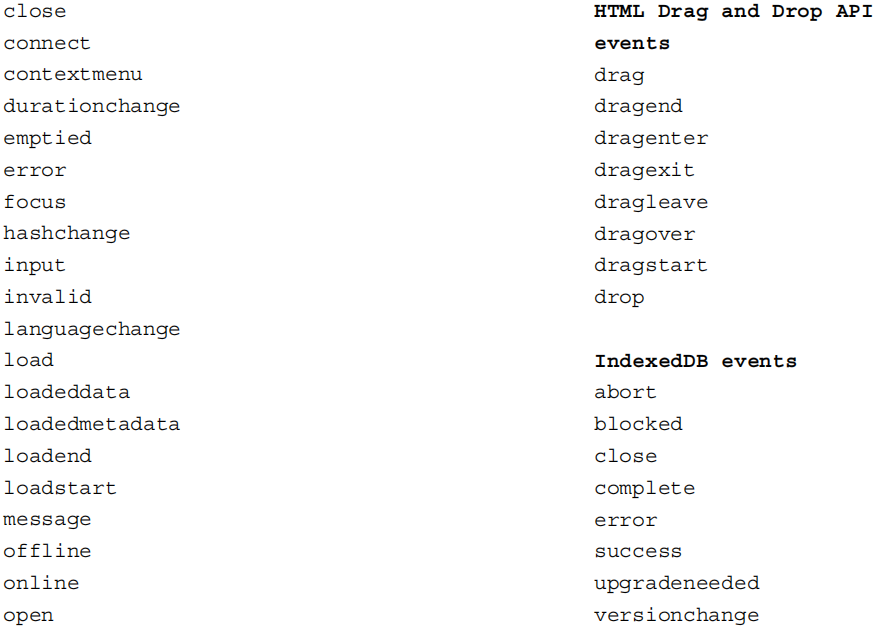 close
connect
contextmenu
durationchange
emptied
error
focus
hashchange
input
invalid
languagechange
load
loadeddata
loadedmetadata
loadend
loadstart
message
offline
online
open
HTML Drag and Drop API
events
drag
dragend
dragenter
dragexit
dragleave
dragover
dragstart
drop
IndexedDB events
abort
blocked
close
complete
error
success
upgradeneeded
versionchange